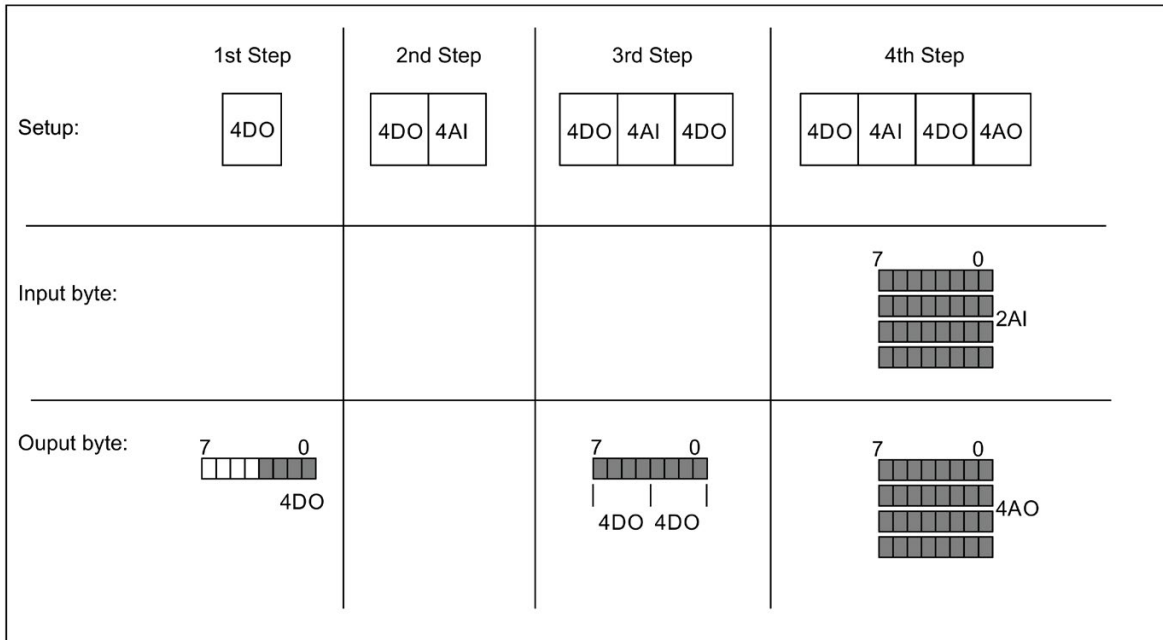 1st Step 2nd Step 3rd Step 4th Step
Setup: 4DO 4DO 4AI 4DO 4AI 4DO 4DO 4AI 4DO 4AO
7 0
Input byte:
2AI
Ouput byte: 7 0 7 0 7 0
4DO 4DO 4DO 4AO